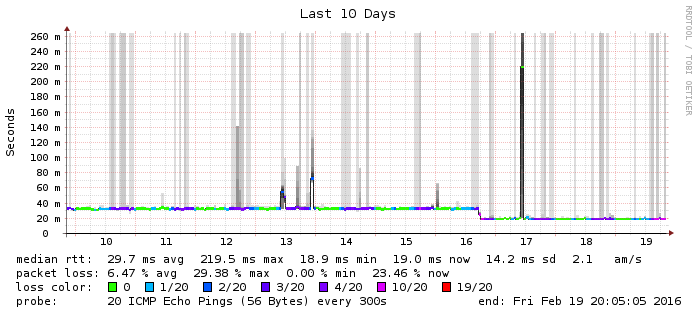 Last 10 Days
RRDTOOL / TOBI OETIKER
Seconds
260 m
240 m
220 m
200 m
180 m
160 m
140 m
120 m
100 m
80 m
60 m
40 m
20 m
0
10 11 12 13 14 15 16 17 18 19
median rtt: 29.7 ms avg 219.5 ms max 18.9 ms min 19.0 ms now 14.2 ms sd 2.1 am/s
packet loss: 6.47 % avg 29.38 % max 0.00 % min 23.46 % now
loss color: 0 1/20 2/20 3/20 4/20 10/20 19/20
probe: 20 ICMP Echo Pings (56 Bytes) every 300s end: Fri Feb 19 20:05:05 2016